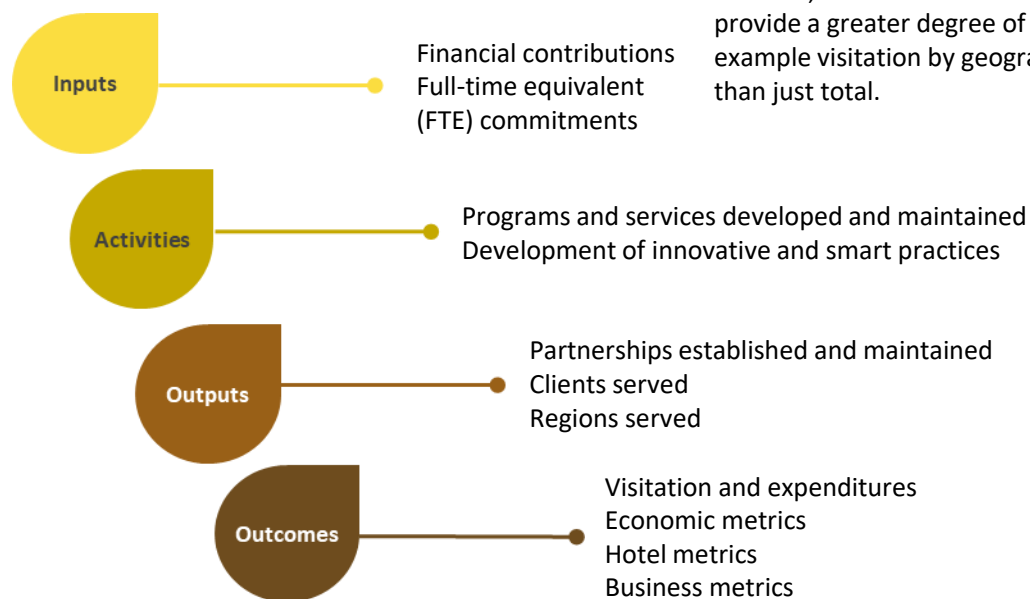 provide a greater degree of
example visitation by
than just total.
Inputs
Financial contributions
Full-time equivalent
(FTE) commitments
Activities
Programs and services developed and maintained
Development of innovative and smart practices
Outputs
Partnerships established and maintained
Clients served
Regions served
Outcomes
Visitation and expenditures
Economic metrics
Hotel metrics
Business metrics